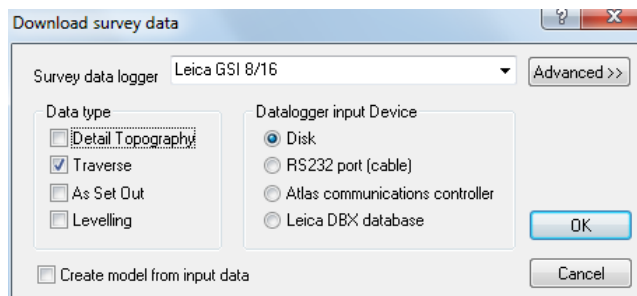 Download survey data
Survey data logger Leica GSI 8/16 Advanced >>
Data type
Detail Topography
Traverse
As Set Out
Levelling
Datalogger input Device
Disk
RS232 port (cable)
Atlas communications controller
Leica DBX database
OK
Create model from input data
Cancel